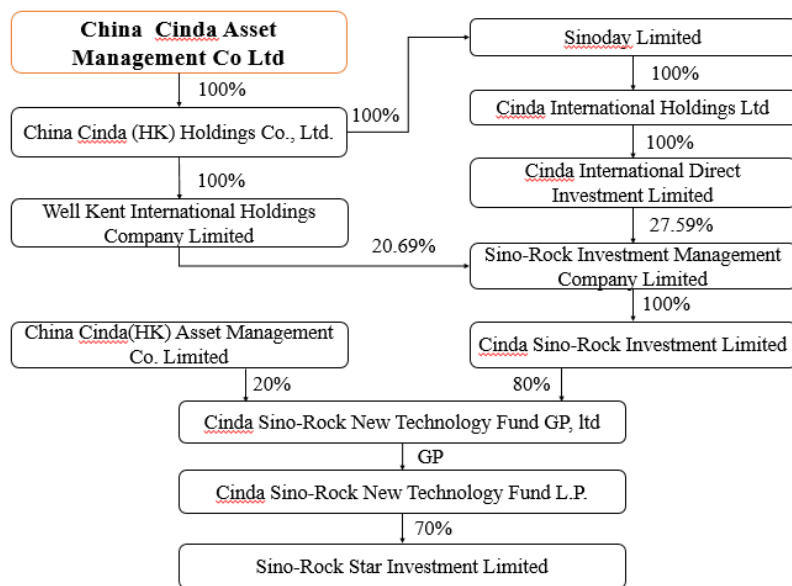 China Cinda Asset
Management Co Ltd
100%
China Cinda (HK) Holdings Co., Ltd.
100%
100%
Well Kent International Holdings
Company Limited
20.69%
Sinoday Limited
100%
Cinda International Holdings Ltd
100%
Cinda International Direct
Investment Limited
27.59%
Sino-Rock Investment Management
Company Limited
100%
China Cinda(HK) Asset Management
Co. Limited
Cinda Sino-Rock Investment Limited
20%
80%
Cinda Sino-Rock New Technology Fund GP, ltd
GP
Cinda Sino-Rock New Technology Fund L.P.
70%
Sino-Rock Star Investment Limited